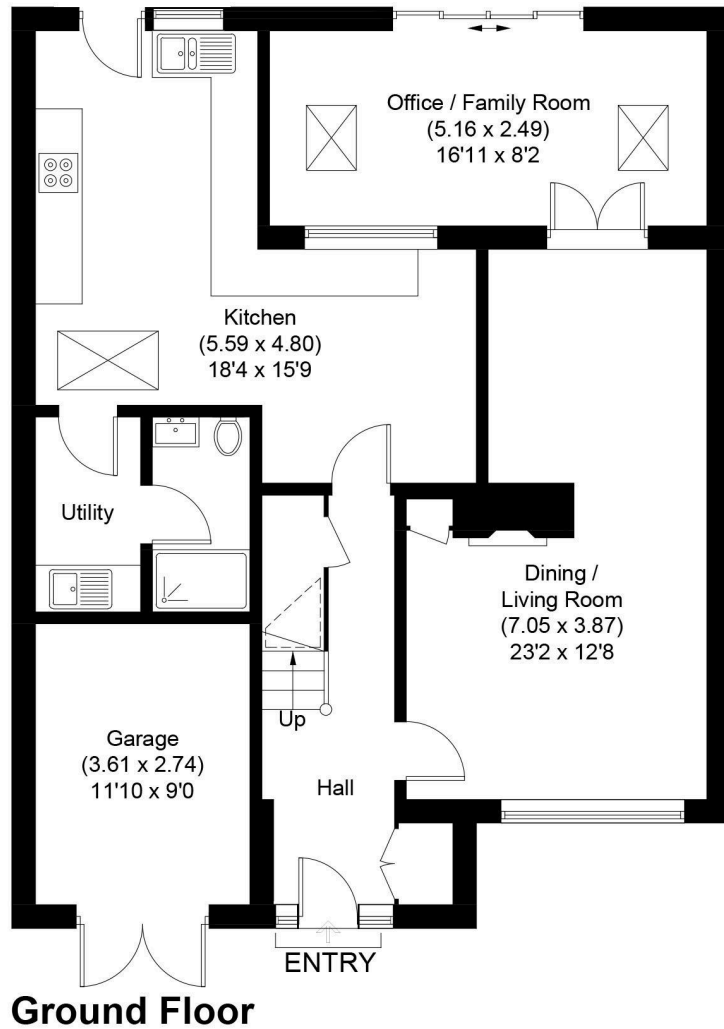 Office / Family Room
(5.16 x 2.49)
16'11 x 8'2
Kitchen
(5.59 x 4.80)
18'4 x 15'9
Utility
Dining /
Living Room
(7.05 x 3.87)
23'2 x 12'8
Up
Garage
(3.61 x 2.74)
11'10 x 9'0
Hall
ENTRY
Ground Floor